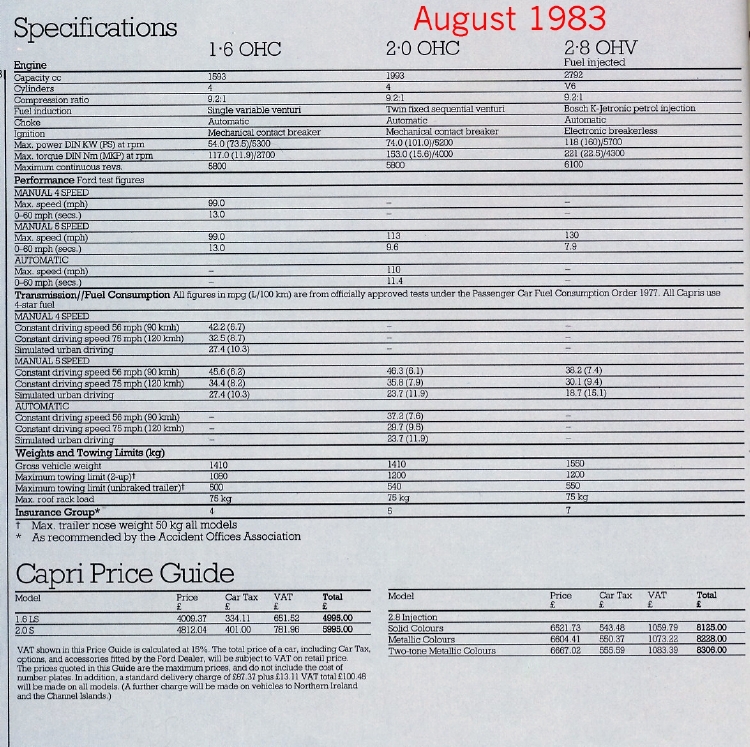 August 1983
Specifications
1·6 OHC 2·0 OHC 2·8 OHV
Engine Fuel injected
Capacity cc 1593 1993 2792
Cylinders 4 4 V6
Compression ratio 9.2:1 9.2:1 9.2:1
Fuel induction Single variable venturi Twin fixed sequential venturi Bosch K-Jetronic petrol injection
Choke Automatic Automatic Automatic
Ignition Mechanical contact breaker Mechanical contact breaker Electronic breakerless
Max. power DIN KW (PS) at rpm 54.0 (73.5)/5300 74.0 (101.0)/5200 118 (160)/5700
Max. torque DIN Nm (MKP) at rpm 117.0 (11.9)/2700 153.0 (15.6)/4000 221 (22.5)/4300
Maximum continuous revs. 5800 5800 6100
Performance Ford test figures
MANUAL 4 SPEED
Max. speed (mph) 99.0 – –
0-60 mph (secs.) 13.0 – –
MANUAL 5 SPEED
Max. speed (mph) 99.0 113 130
0-60 mph (secs.) 13.0 9.6 7.9
AUTOMATIC
Max. speed (mph) – 110 –
0-60 mph (secs.) – 11.4 –
Transmission//Fuel Consumption All figures in mpg (L/100 km) are from officially approved tests under the Passenger Car Fuel Consumption Order 1977. All Capris use
4-star fuel
MANUAL 4 SPEED
Constant driving speed 56 mph (90 kmh) 42.2 (6.7) – –
Constant driving speed 75 mph (120 kmh) 32.5 (8.7) – –
Simulated urban driving 27.4 (10.3) – –
MANUAL 5 SPEED
Constant driving speed 56 mph (90 kmh) 45.6 (6.2) 46.3 (6.1) 38.2 (7.4)
Constant driving speed 75 mph (120 kmh) 34.4 (8.2) 35.8 (7.9) 30.1 (9.4)
Simulated urban driving 27.4 (10.3) 23.7 (11.9) 18.7 (15.1)
AUTOMATIC
Constant driving speed 56 mph (90 kmh) – 37.2 (7.6) –
Constant driving speed 75 mph (120 kmh) – 29.7 (9.5) –
Simulated urban driving – 23.7 (11.9) –
Weights and Towing Limits (kg)
Gross vehicle weight 1410 1410 1550
Maximum towing limit (2-up)† 1080 1200 1200
Maximum towing limit (unbraked trailer)† 500 540 550
Max. roof rack load 75 kg 75 kg 75 kg
Insurance Group* 4 5 7
† Max. trailer nose weight 50 kg all models
* As recommended by the Accident Offices Association
Capri Price Guide
Model Price Car Tax VAT Total
£ £ £ £
1.6 LS 4009.37 334.11 651.52 4995.00
2.0 S 4812.04 401.00 781.96 5995.00
VAT shown in this Price Guide is calculated at 15%. The total price of a car, including Car Tax,
options, and accessories fitted by the Ford Dealer, will be subject to VAT on retail price.
The prices quoted in this Guide are the maximum prices, and do not include the cost of
number plates. In addition, a standard delivery charge of £87.37 plus £13.11 VAT total £100.48
will be made on all models. (A further charge will be made on vehicles to Northern Ireland
and the Channel Islands.)
Model Price Car Tax VAT Total
£ £ £ £
2.8 Injection
Solid Colours 6521.73 543.48 1059.79 8125.00
Metallic Colours 6604.41 550.37 1073.22 8228.00
Two-tone Metallic Colours 6667.02 555.59 1083.39 8306.00